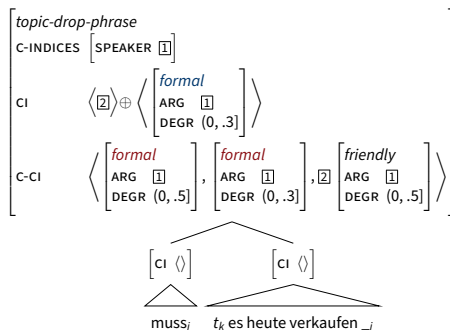 topic-drop-phrase
C-INDICES [SPEAKER 1]
CI ⟨2⟩⊕⟨[formal
ARG 1
DEGR (0, .3]]⟩
C-CI ⟨[formal
ARG 1
DEGR (0, .5]], [formal
ARG 1
DEGR (0, .3]], 2 [friendly
ARG 1
DEGR (0, .5]]⟩
[CI ⟨⟩] [CI ⟨⟩]
muss_i t_k es heute verkaufen _i